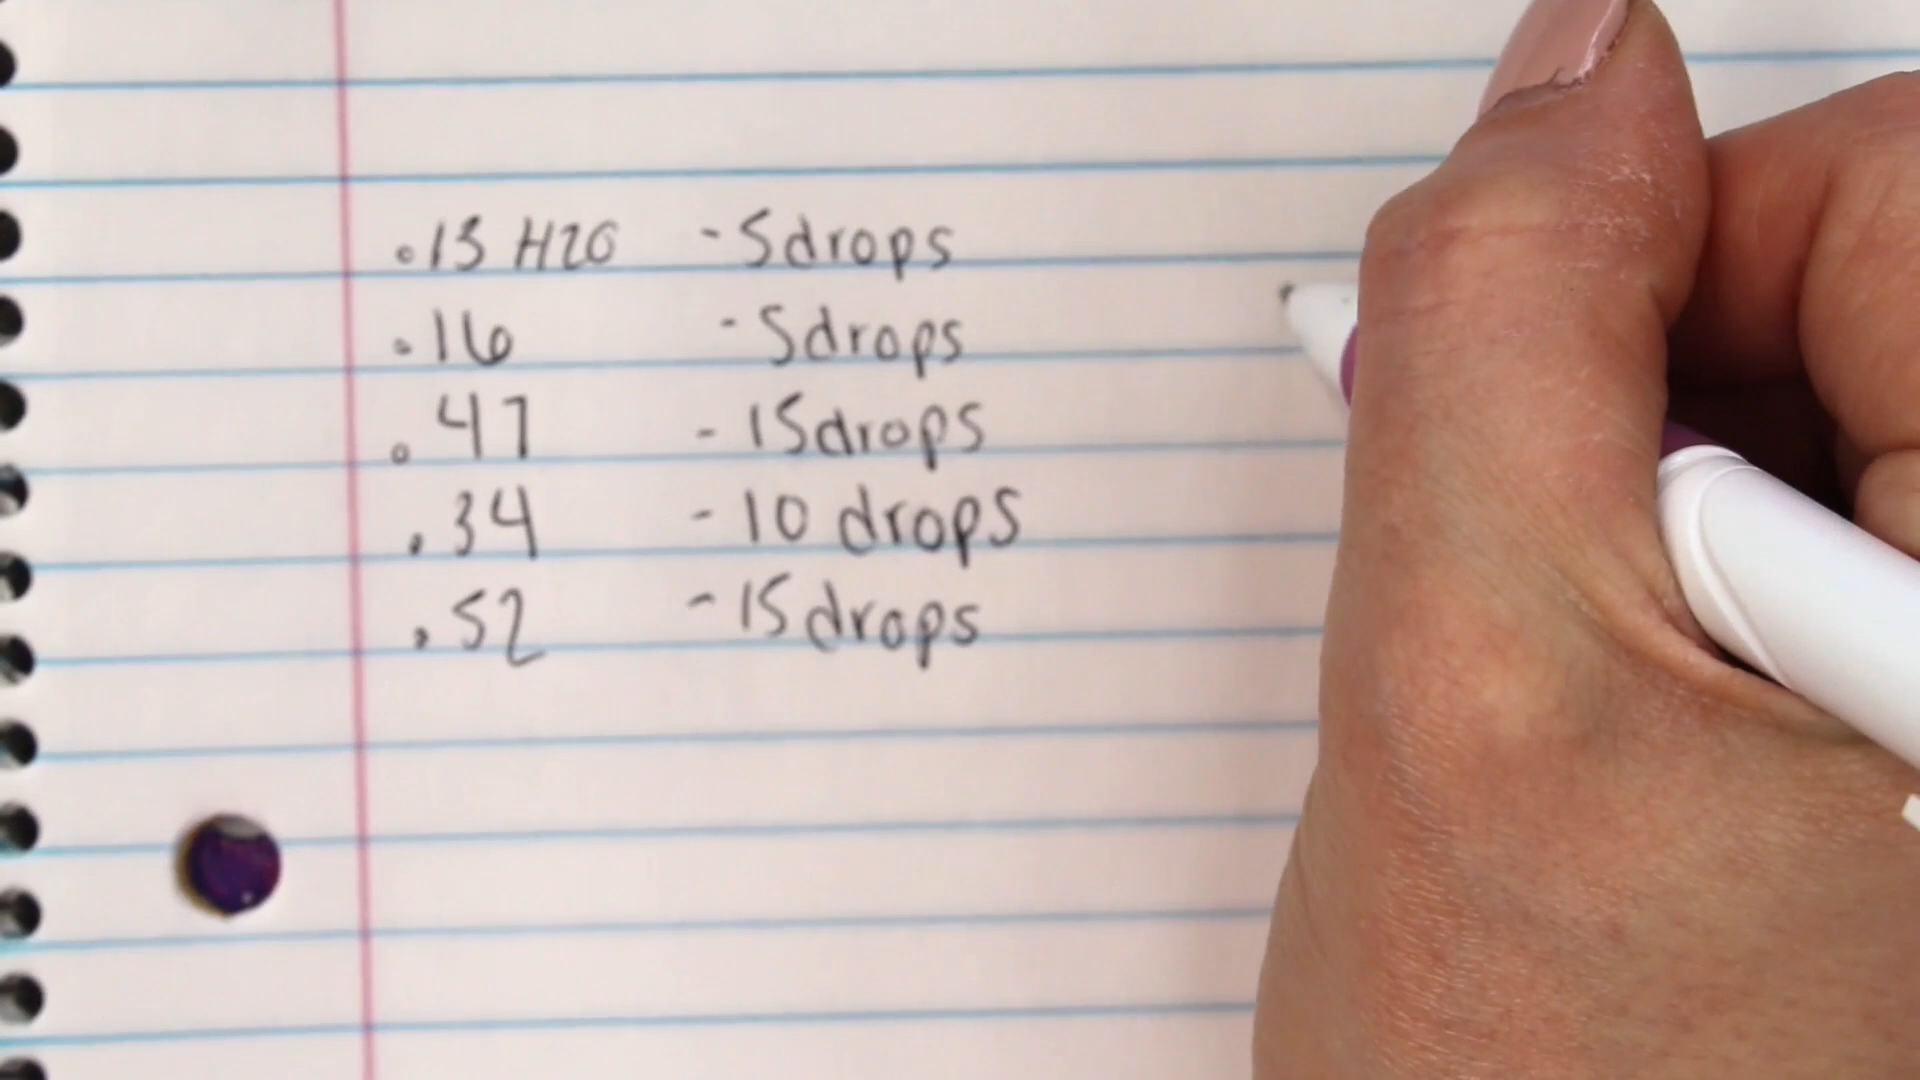 .13 H2O - 5drops
.16 - 5drops
.47 - 15drops
.34 - 10 drops
.52 - 15drops